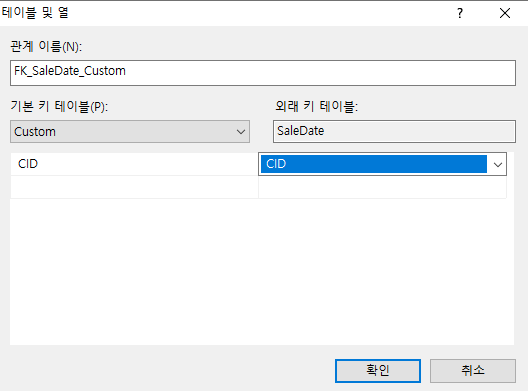 테이블 및 열
?
관계 이름(N):
FK_SaleDate_Custom
기본 키 테이블(P):
외래 키 테이블:
Custom
SaleDate
CID
CID
확인
취소